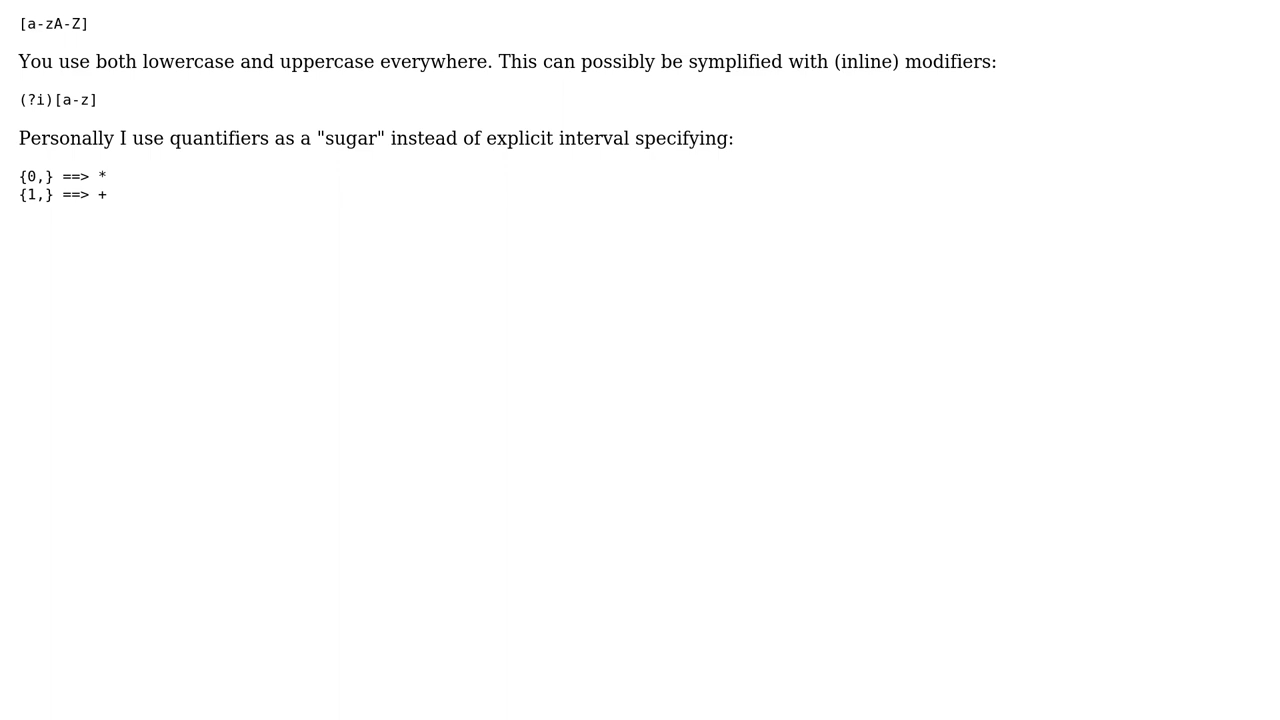 [a-zA-Z]
You use both lowercase and uppercase everywhere. This can possibly be symplified with (inline) modifiers:
(?i)[a-z]
Personally I use quantifiers as a "sugar" instead of explicit interval specifying:
{0,} ==> *
{1,} ==> +